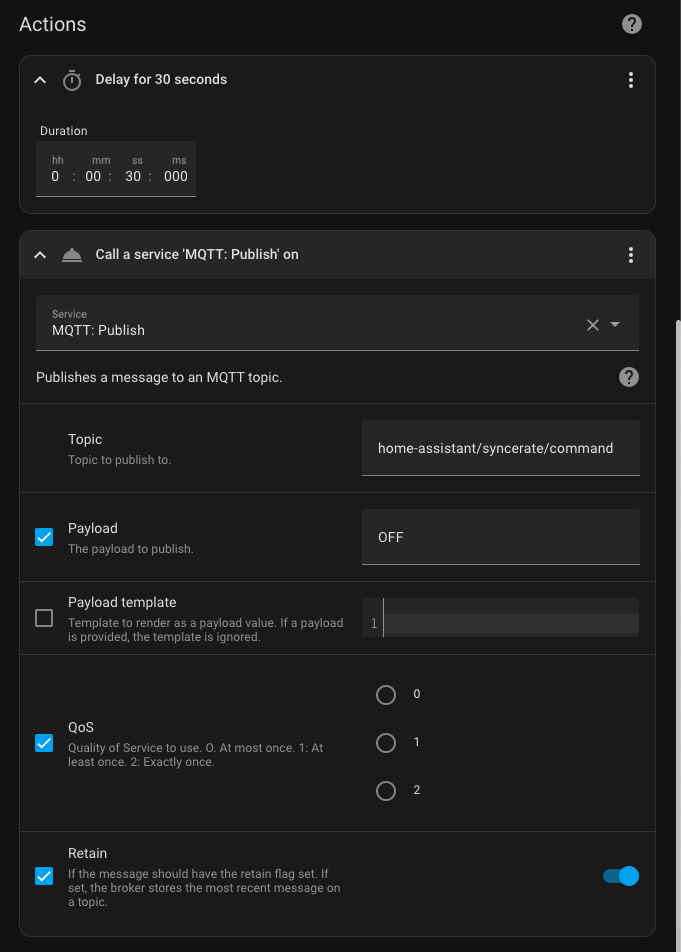 Actions
Delay for 30 seconds
Duration
hh mm ss ms
0 : 00 : 30 : 000
Call a service 'MQTT: Publish' on
Service
MQTT: Publish
Publishes a message to an MQTT topic.
Topic
Topic to publish to.
home-assistant/syncerate/command
Payload
The payload to publish.
OFF
Payload template
Template to render as a payload value. If a payload
is provided, the template is ignored.
1
QoS
Quality of Service to use. O. At most once. 1: At
least once. 2: Exactly once.
0
1
2
Retain
If the message should have the retain flag set. If
set, the broker stores the most recent message on
a topic.